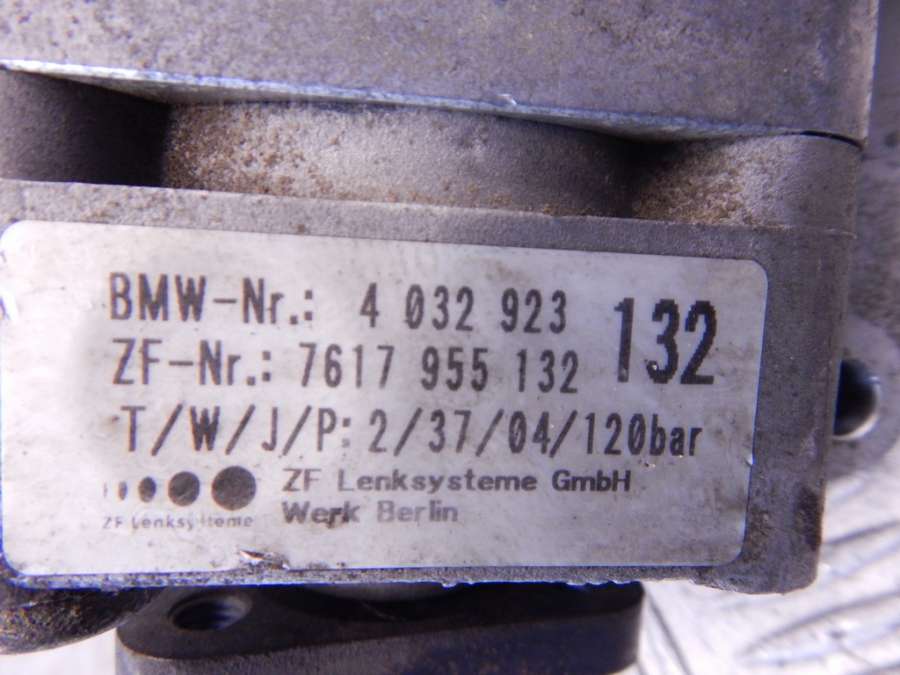 BMW-Nr.: 4 032 923
ZF-Nr.: 7617 955 132
132
T/W/J/P: 2/37/04/120bar
ZF Lenksysteme GmbH
Werk Berlin
ZF Lenksysteme